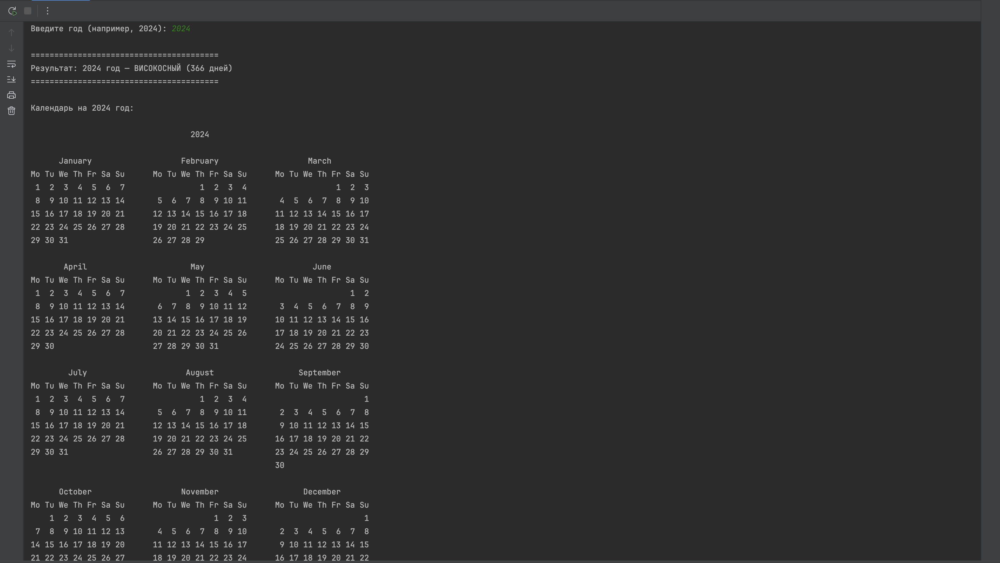 Введите год (например, 2024): 2024
=======================================
Результат: 2024 год — ВИСОКОСНЫЙ (366 дней)
=======================================
Календарь на 2024 год:
                                  2024
      January                   February                   March
Mo Tu We Th Fr Sa Su      Mo Tu We Th Fr Sa Su      Mo Tu We Th Fr Sa Su
 1  2  3  4  5  6  7                1  2  3  4                   1  2  3
 8  9 10 11 12 13 14       5  6  7  8  9 10 11       4  5  6  7  8  9 10
15 16 17 18 19 20 21      12 13 14 15 16 17 18      11 12 13 14 15 16 17
22 23 24 25 26 27 28      19 20 21 22 23 24 25      18 19 20 21 22 23 24
29 30 31                  26 27 28 29               25 26 27 28 29 30 31
       April                      May                       June
Mo Tu We Th Fr Sa Su      Mo Tu We Th Fr Sa Su      Mo Tu We Th Fr Sa Su
 1  2  3  4  5  6  7             1  2  3  4  5                      1  2
 8  9 10 11 12 13 14       6  7  8  9 10 11 12       3  4  5  6  7  8  9
15 16 17 18 19 20 21      13 14 15 16 17 18 19      10 11 12 13 14 15 16
22 23 24 25 26 27 28      20 21 22 23 24 25 26      17 18 19 20 21 22 23
29 30                     27 28 29 30 31            24 25 26 27 28 29 30
        July                     August                  September
Mo Tu We Th Fr Sa Su      Mo Tu We Th Fr Sa Su      Mo Tu We Th Fr Sa Su
 1  2  3  4  5  6  7                1  2  3  4                         1
 8  9 10 11 12 13 14       5  6  7  8  9 10 11       2  3  4  5  6  7  8
15 16 17 18 19 20 21      12 13 14 15 16 17 18       9 10 11 12 13 14 15
22 23 24 25 26 27 28      19 20 21 22 23 24 25      16 17 18 19 20 21 22
29 30 31                  26 27 28 29 30 31         23 24 25 26 27 28 29
                                                    30
      October                   November                  December
Mo Tu We Th Fr Sa Su      Mo Tu We Th Fr Sa Su      Mo Tu We Th Fr Sa Su
    1  2  3  4  5  6                   1  2  3                         1
 7  8  9 10 11 12 13       4  5  6  7  8  9 10       2  3  4  5  6  7  8
14 15 16 17 18 19 20      11 12 13 14 15 16 17       9 10 11 12 13 14 15
21 22 23 24 25 26 27      18 19 20 21 22 23 24      16 17 18 19 20 21 22